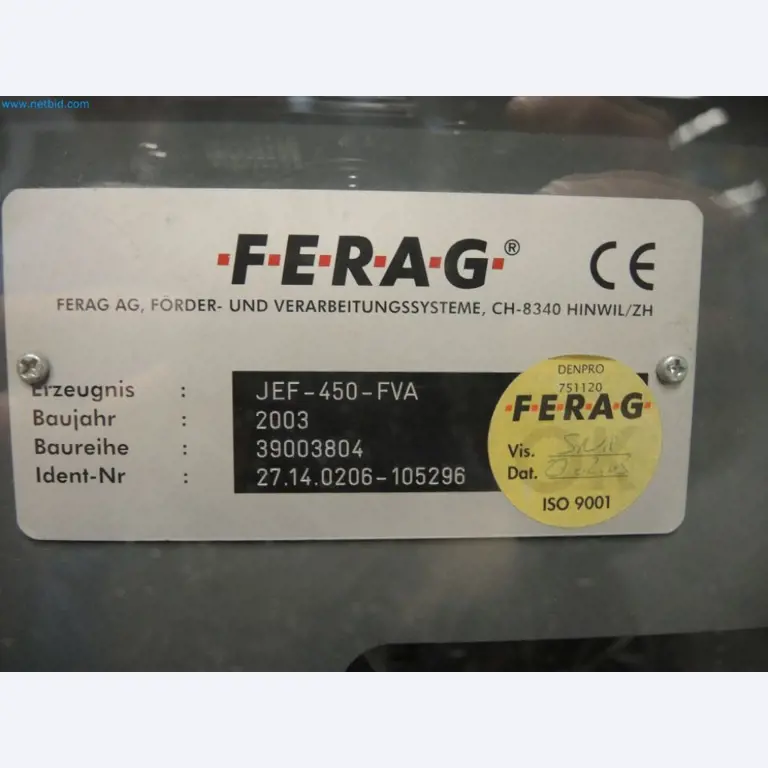 www.netbid.com
·F·E·R·A·G·®
CE
FERAG AG, FÖRDER- UND VERARBEITUNGSSYSTEME, CH-8340 HINWIL/ZH
Erzeugnis : JEF-450-FVA
Baujahr : 2003
Baureihe : 39003804
Ident-Nr : 27.14.0206-105296
DENPRO
751120
·F·E·R·A·G·
Vis.
Dat.
ISO 9001